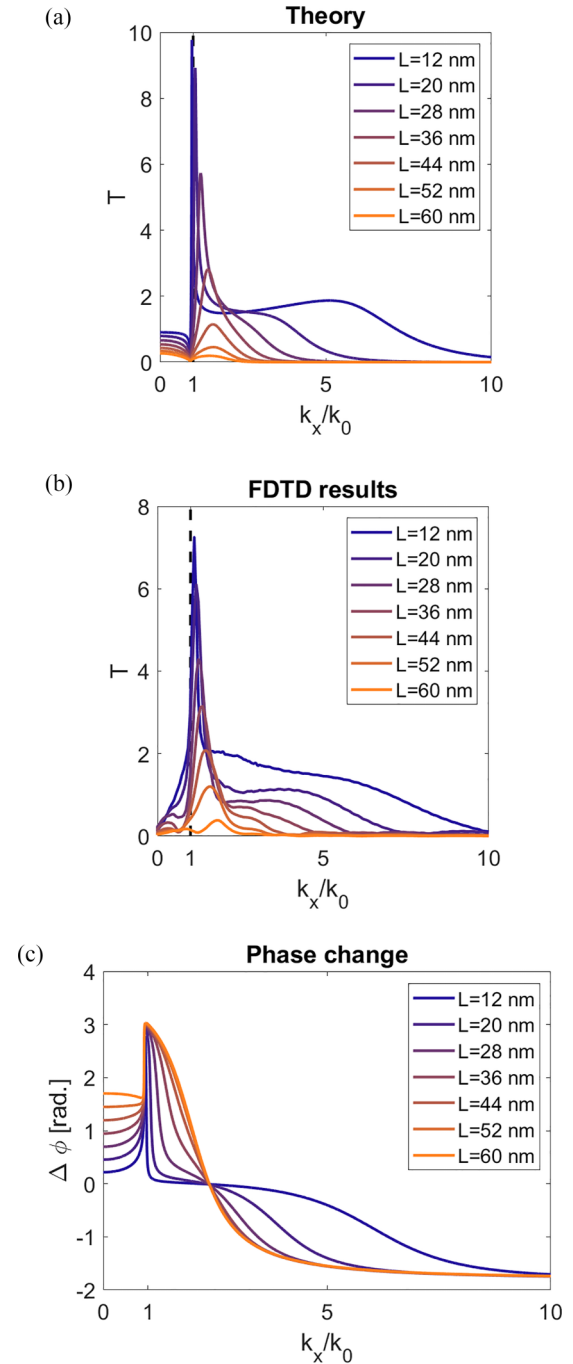 (a)
Theory
10
8
6
4
2
0
T
L=12 nm
L=20 nm
L=28 nm
L=36 nm
L=44 nm
L=52 nm
L=60 nm
0 1 5 10
k_x/k_0
(b)
FDTD results
8
6
4
2
0
T
L=12 nm
L=20 nm
L=28 nm
L=36 nm
L=44 nm
L=52 nm
L=60 nm
0 1 5 10
k_x/k_0
(c)
Phase change
4
3
2
1
0
-1
-2
Δ ϕ [rad.]
L=12 nm
L=20 nm
L=28 nm
L=36 nm
L=44 nm
L=52 nm
L=60 nm
0 1 5 10
k_x/k_0